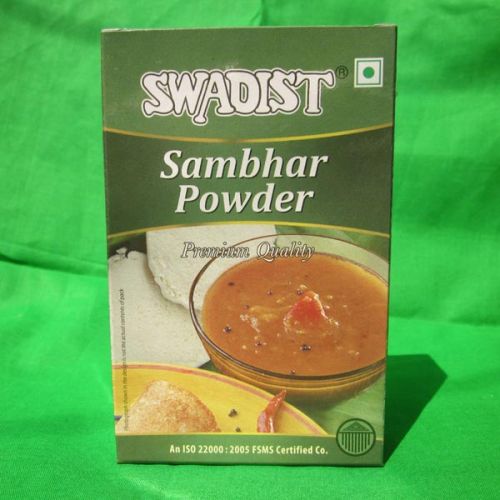 SWADIST®
Sambhar
Powder
Premium Quality
An ISO 22000 : 2005 FSMS Certified Co.